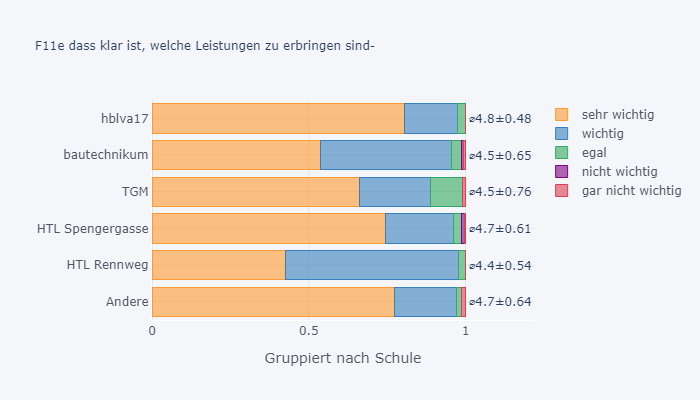 F11e dass klar ist, welche Leistungen zu erbringen sind-
hblva17
⌀4.8±0.48
bautechnikum
⌀4.5±0.65
TGM
⌀4.5±0.76
HTL Spengergasse
⌀4.7±0.61
HTL Rennweg
⌀4.4±0.54
Andere
⌀4.7±0.64
0
0.5
1
Gruppiert nach Schule
sehr wichtig
wichtig
egal
nicht wichtig
gar nicht wichtig